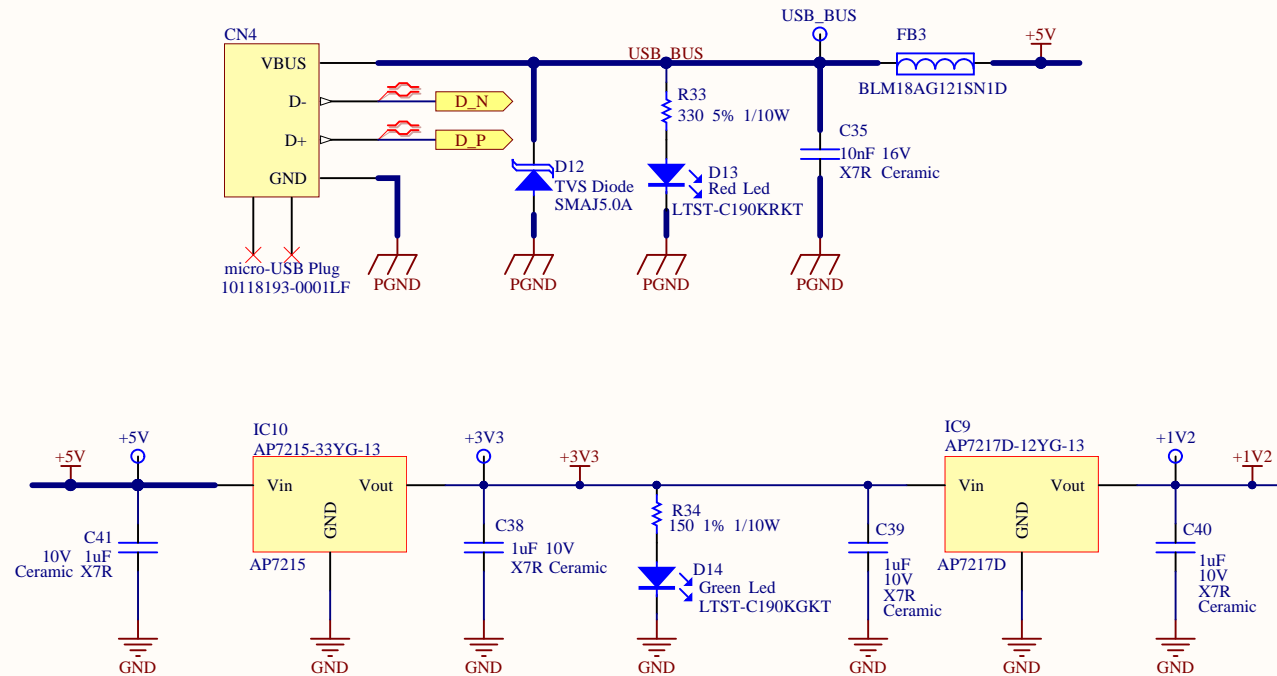 USB_BUS
CN4
FB3
+5V
USB_BUS
VBUS
BLM18AG121SN1D
R33
330 5% 1/10W
D-
D_N
C35
10nF 16V
X7R Ceramic
D+
D_P
D12
TVS Diode
SMAJ5.0A
D13
Red Led
LTST-C190KRKT
GND
micro-USB Plug
10118193-0001LF
PGND
PGND
PGND
PGND
+5V
+5V
IC10
AP7215-33YG-13
+3V3
+3V3
IC9
AP7217D-12YG-13
+1V2
+1V2
Vin
Vout
GND
AP7215
Vin
Vout
GND
AP7217D
C41
10V 1uF
Ceramic X7R
C38
1uF 10V
X7R Ceramic
R34
150 1% 1/10W
D14
Green Led
LTST-C190KGKT
C39
1uF
10V
X7R
Ceramic
C40
1uF
10V
X7R
Ceramic
GND
GND
GND
GND
GND
GND
GND